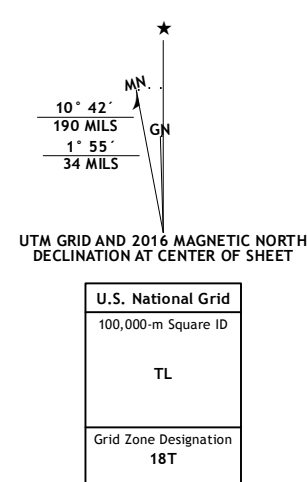 ★
MN
10° 42´
190 MILS
GN
1° 55´
34 MILS
UTM GRID AND 2016 MAGNETIC NORTH
DECLINATION AT CENTER OF SHEET
U.S. National Grid
100,000-m Square ID
TL
Grid Zone Designation
18T